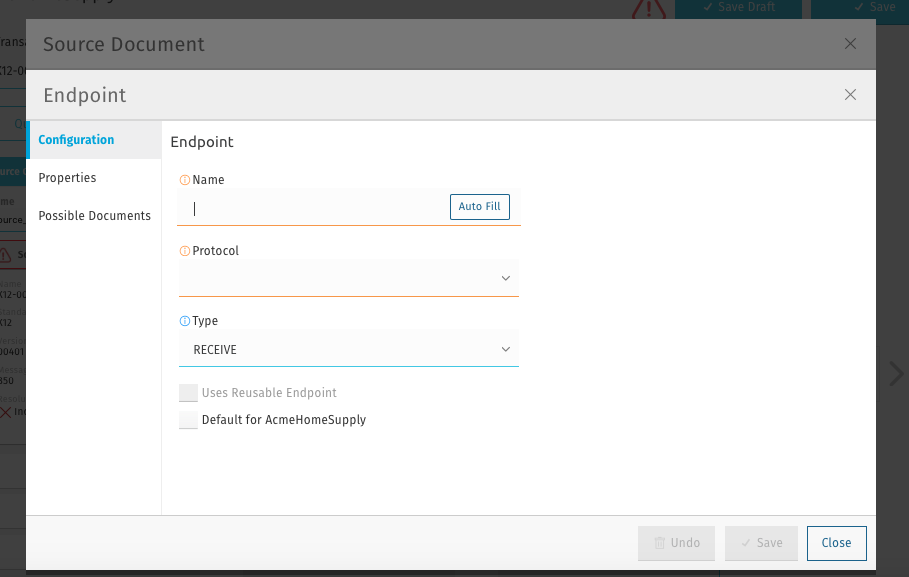 Save Draft
Save
Source Document
Endpoint
Configuration
Properties
Possible Documents
Endpoint
Name
Auto Fill
Protocol
Type
RECEIVE
Uses Reusable Endpoint
Default for AcmeHomeSupply
Undo
Save
Close